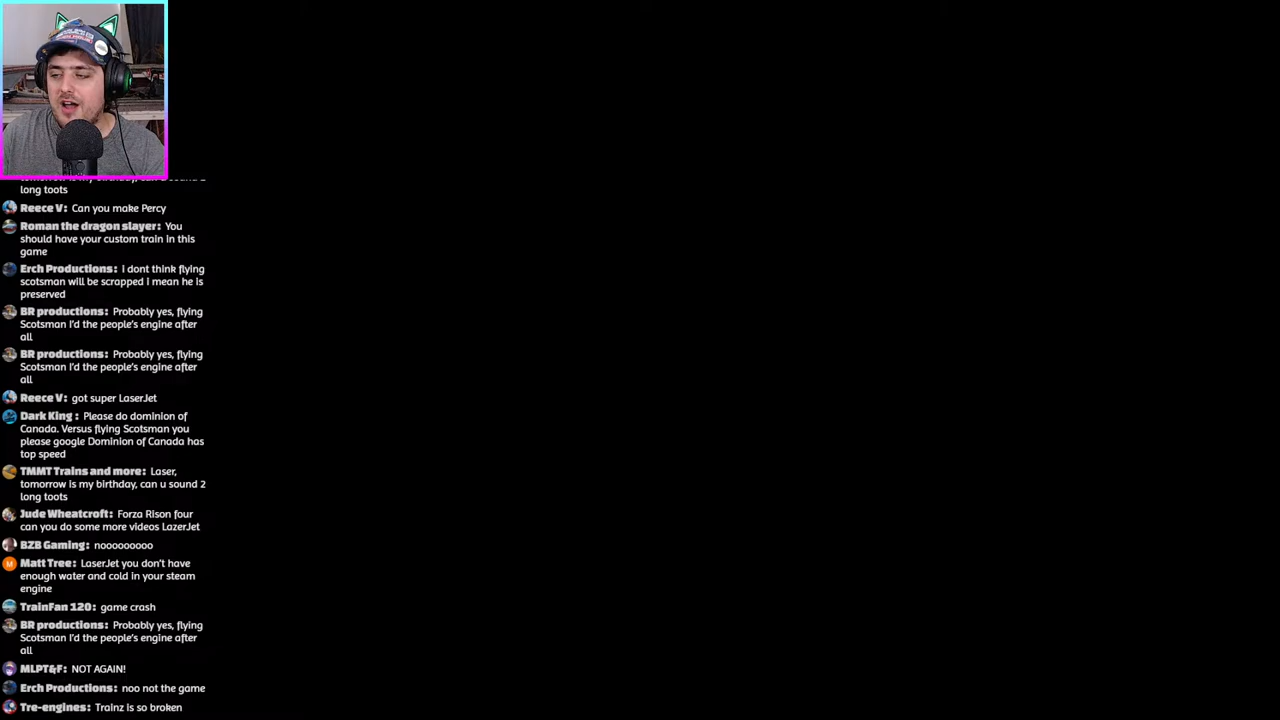 long toots
Reece V: Can you make Percy
Roman the dragon slayer: You
should have your custom train in this
game
Erch Productions: i dont think flying
scotsman will be scrapped i mean he is
preserved
BR productions: Probably yes, flying
Scotsman I'd the people's engine after
all
BR productions: Probably yes, flying
Scotsman I'd the people's engine after
all
Reece V: got super LaserJet
Dark King : Please do dominion of
Canada. Versus flying Scotsman you
please google Dominion of Canada has
top speed
TMMT Trains and more: Laser,
tomorrow is my birthday, can u sound 2
long toots
Jude Wheatcroft: Forza Rison four
can you do some more videos LazerJet
BZB Gaming: nooooooooo
Matt Tree: LaserJet you don't have
enough water and cold in your steam
engine
TrainFan 120: game crash
BR productions: Probably yes, flying
Scotsman I'd the people's engine after
all
MLPT&F: NOT AGAIN!
Erch Productions: noo not the game
Tre-engines: Trainz is so broken